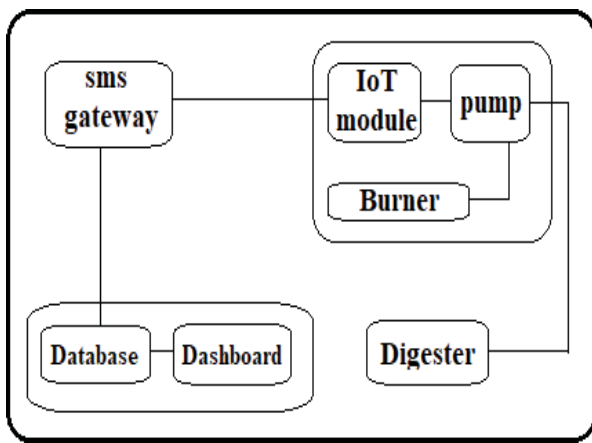 sms
gateway
IoT
module
pump
Burner
Database
Dashboard
Digester